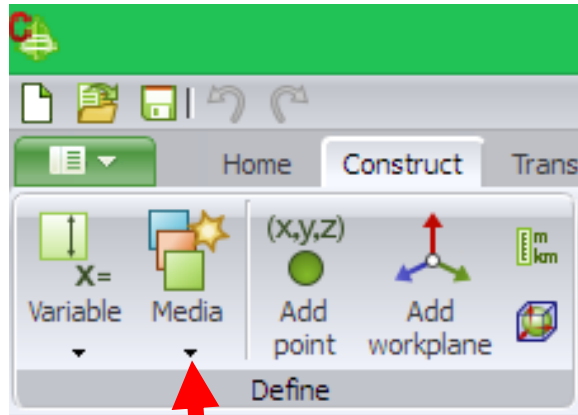 Home Construct Trans
X=
(x,y,z)
m
km
Variable Media Add point Add workplane
Define